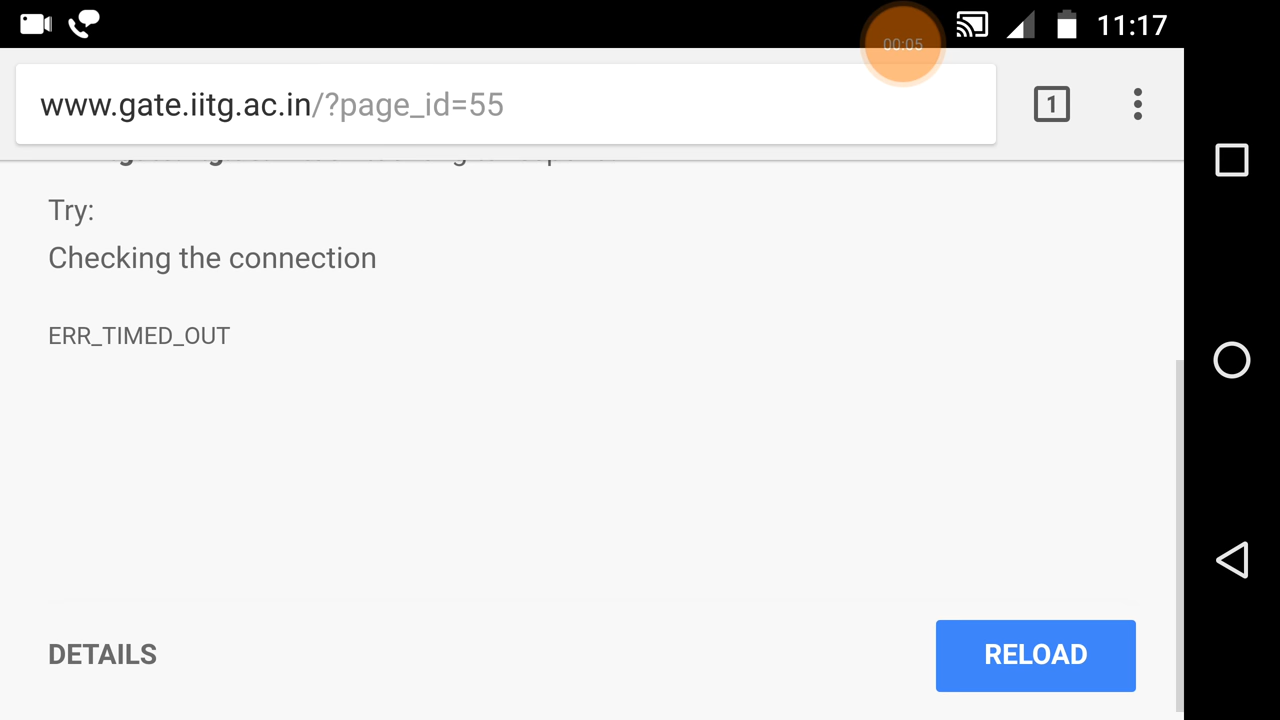 11:17
00:05
www.gate.iitg.ac.in/?page_id=55
1
Try:
Checking the connection
ERR_TIMED_OUT
DETAILS
RELOAD